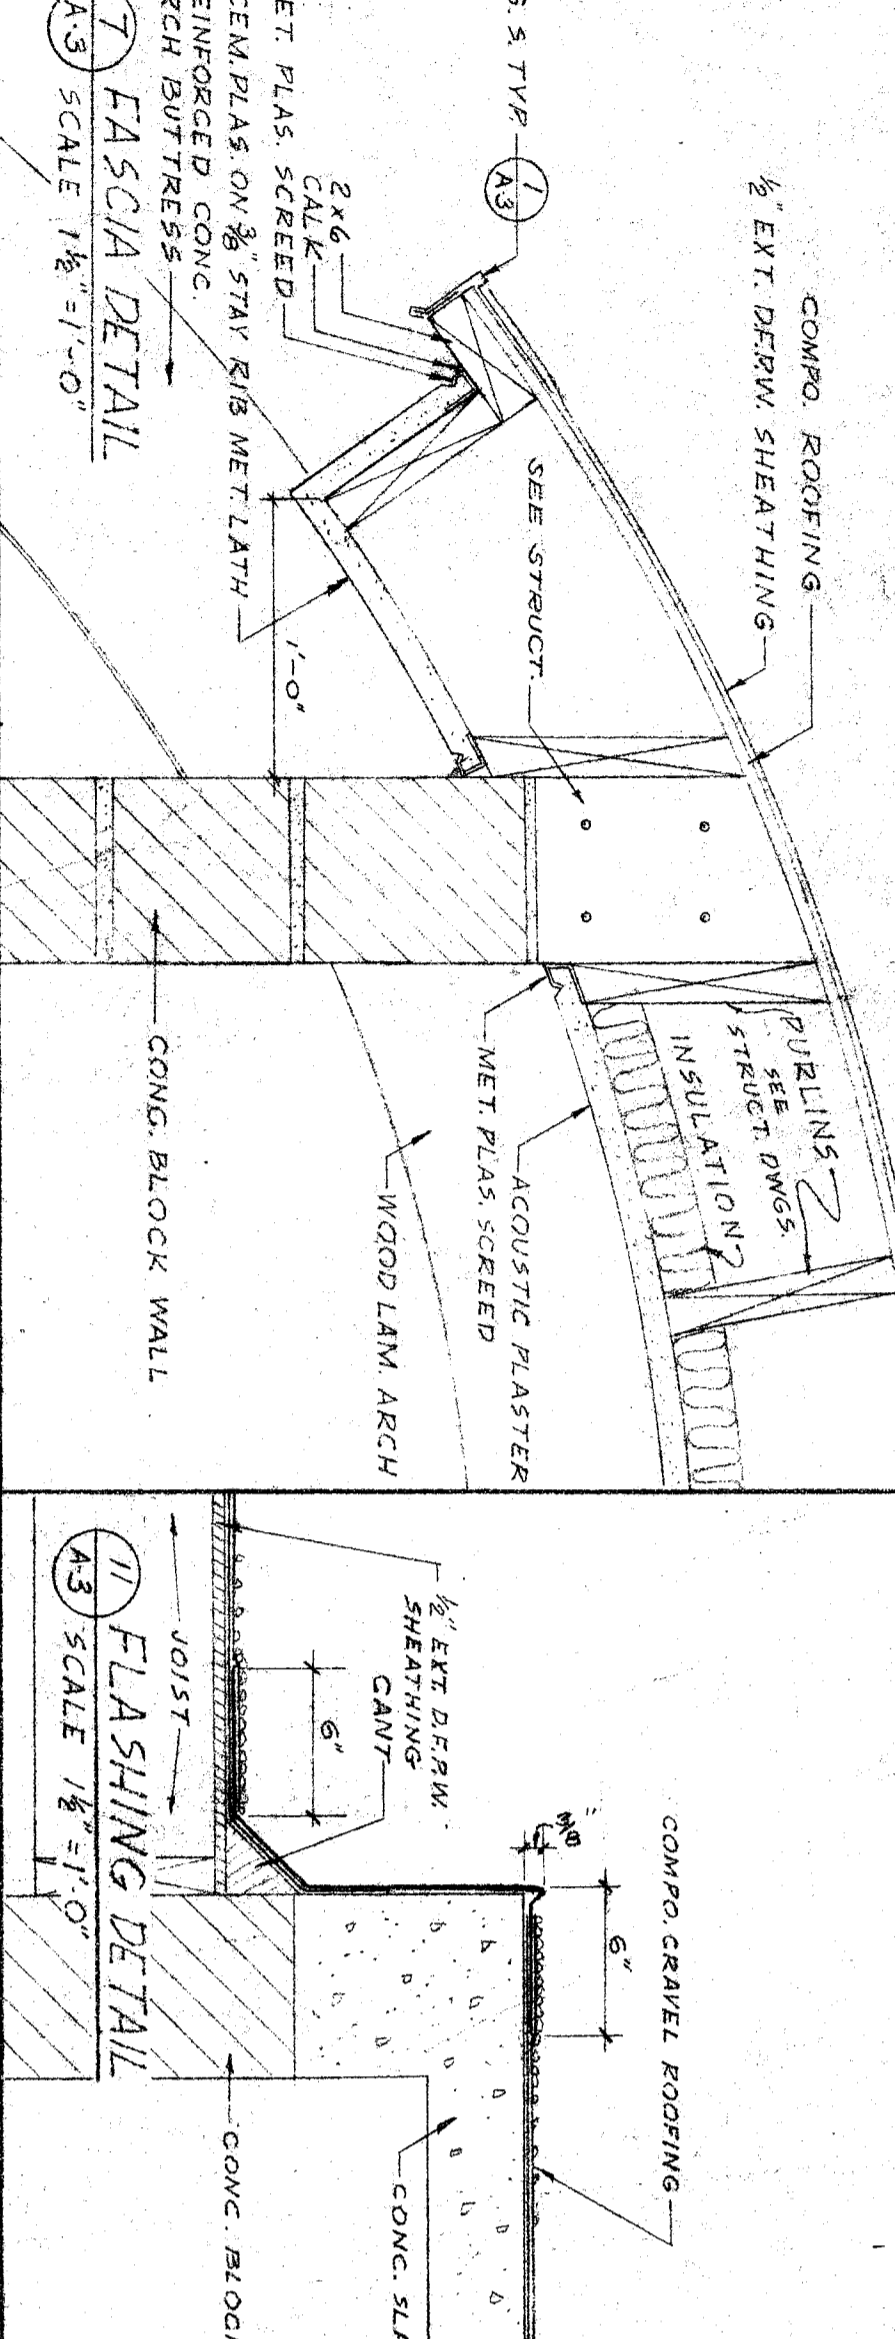 COMPO. ROOFING
½" EXT. D.F.P.W. SHEATHING
G. S. TYP.
1
A·3
SEE STRUCT.
2x6
CALK
ET. PLAS. SCREED
CEM. PLAS. ON ⅜" STAY RIB MET. LATH
EINFORCED CONC.
RCH BUTTRESS
1'-0"
PURLINS
SEE
STRUCT. DWGS.
INSULATION
ACOUSTIC PLASTER
MET. PLAS. SCREED
WOOD LAM. ARCH
CONC. BLOCK WALL
7
A·3
FASCIA DETAIL
SCALE 1½"=1'-0"
COMPO. GRAVEL ROOFING
6"
½" EXT. D.F.P.W.
SHEATHING
CANT
6"
JOIST
CONC. SLA
CONC. BLOCK
11
A·3
FLASHING DETAIL
SCALE 1½"=1'-0"